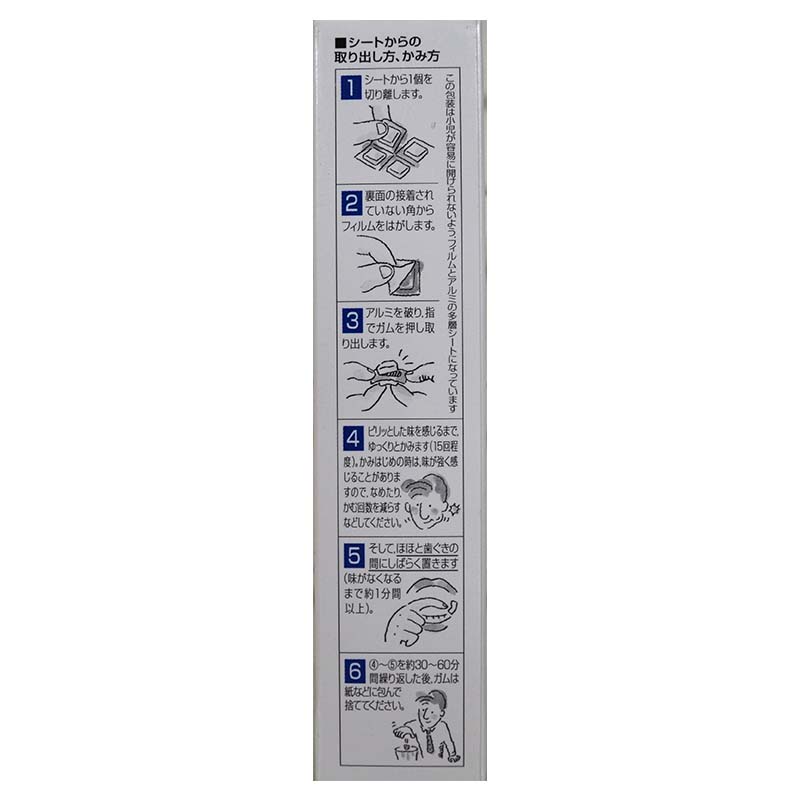 ■シートからの
取り出し方、かみ方
1 シートから1個を
切り離します。
この包装は小児が容易に開けられないよう、フィルムとアルミの多層シートになっています
2 裏面の接着され
ていない角から
フィルムをはがします。
3 アルミを破り、指
でガムを押し取
り出します。
4 ピリッとした味を感じるまで、
ゆっくりとかみます(15回程
度)。かみはじめの時は、味が強く感
じることがありま
すので、なめたり、
かむ回数を減らす
などしてください。
5 そして、ほほと歯ぐきの
間にしばらく置きます
(味がなくなる
まで約1分間
以上)。
6 ④～⑤を約30～60分
間繰り返した後、ガムは
紙などに包んで
捨ててください。